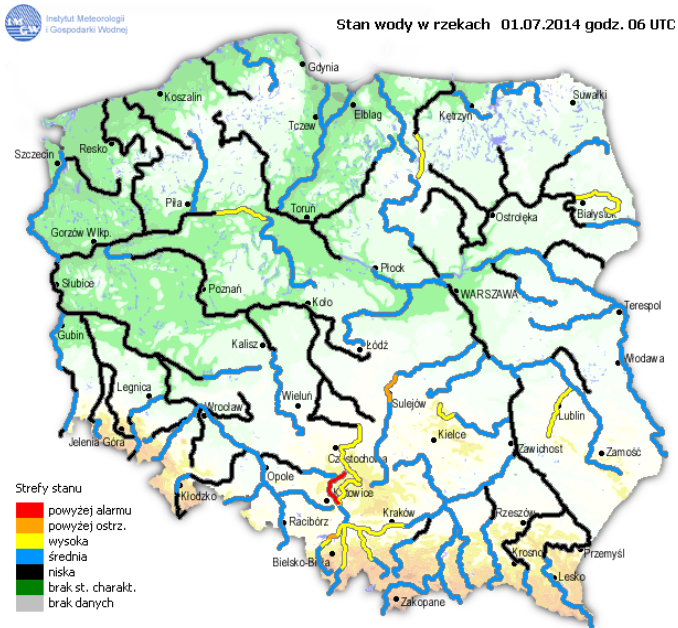 Instytut Meteorologii
i Gospodarki Wodnej
IM
GW
Stan wody w rzekach 01.07.2014 godz. 06 UTC
Gdynia
Koszalin
Suwałki
Elbląg
Kętrzyn
Tczew
Resko
Szczecin
Piła
Toruń
Białystok
Ostrołęka
Gorzów Wlkp.
Płock
Słubice
Poznań
WARSZAWA
Koło
Terespol
Gubin
Kalisz
Łódź
Włodawa
Legnica
Wieluń
Sulejów
Wrocław
Lublin
Jelenia Góra
Kielce
Zawichost
Zamość
Częstochowa
Opole
Kłodzko
Katowice
Racibórz
Kraków
Rzeszów
Przemyśl
Bielsko-Biała
Krosno
Lesko
Zakopane
Strefy stanu
powyżej alarmu
powyżej ostrz.
wysoka
średnia
niska
brak st. charakt.
brak danych